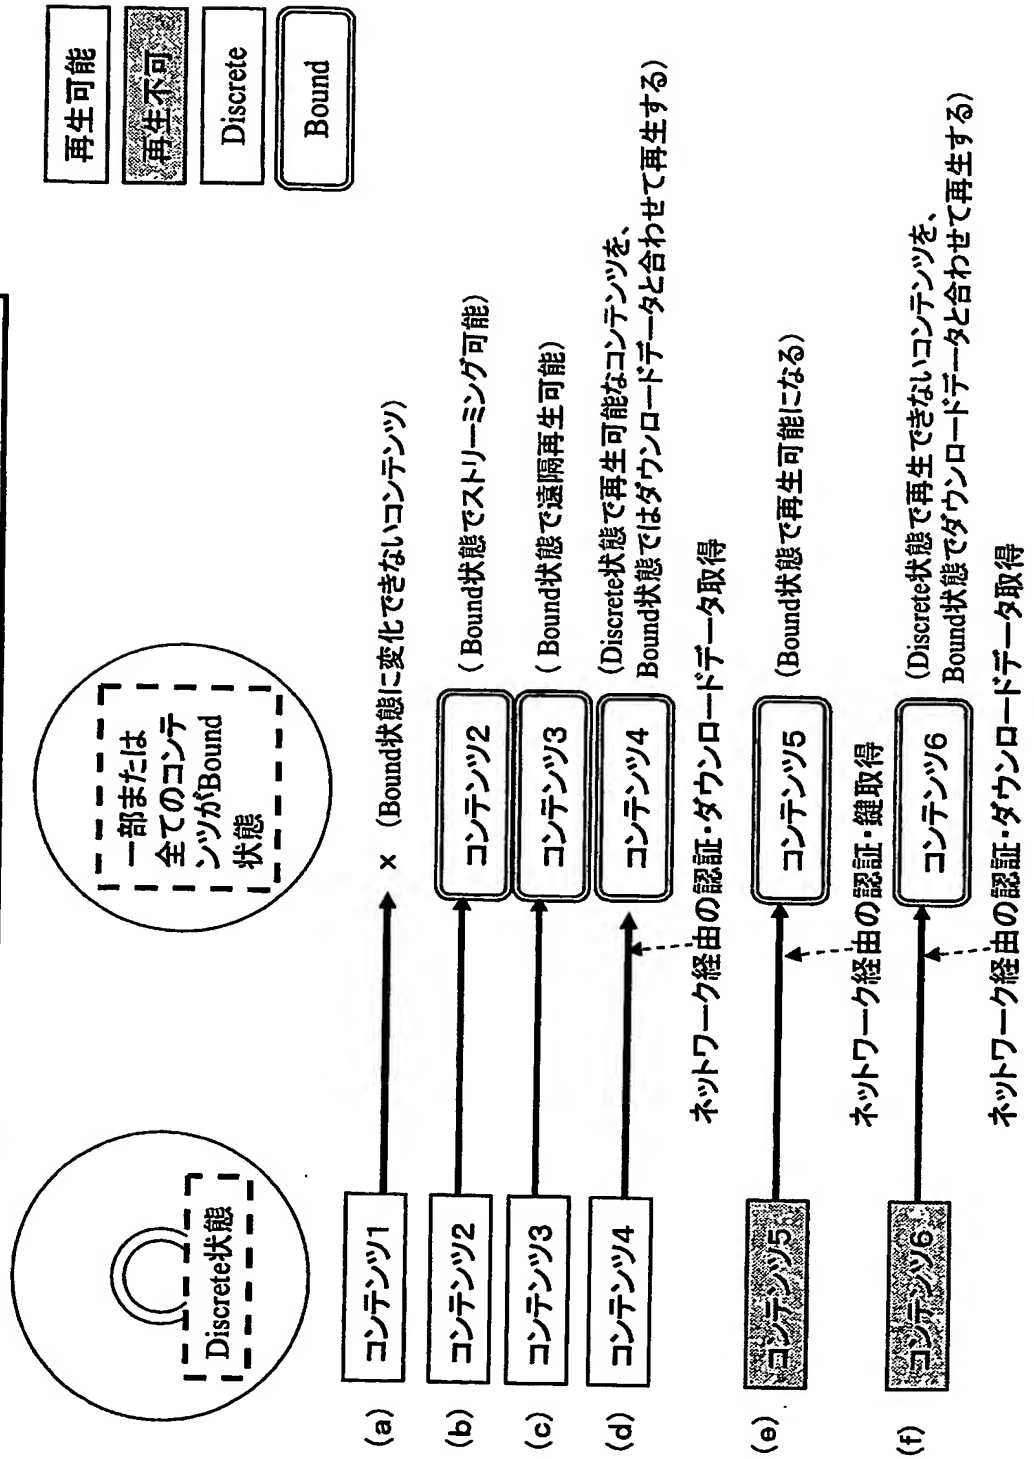 再生可能
再生不可
Discrete
Bound
Discrete状態
一部または
全てのコンテ
ンツがBound
状態
(a) コンテンツ1 × (Bound状態に変化できないコンテンツ)
(b) コンテンツ2 コンテンツ2 (Bound状態でストリーミング可能)
(c) コンテンツ3 コンテンツ3 (Bound状態で遠隔再生可能)
(d) コンテンツ4 コンテンツ4 (Discrete状態で再生可能なコンテンツを、
Bound状態ではダウンロードデータと合わせて再生する)
ネットワーク経由の認証・ダウンロードデータ取得
(e) コンテンツ5 コンテンツ5 (Bound状態で再生可能になる)
ネットワーク経由の認証・鍵取得
(f) コンテンツ6 コンテンツ6 (Discrete状態で再生できないコンテンツを、
Bound状態でダウンロードデータと合わせて再生する)
ネットワーク経由の認証・ダウンロードデータ取得